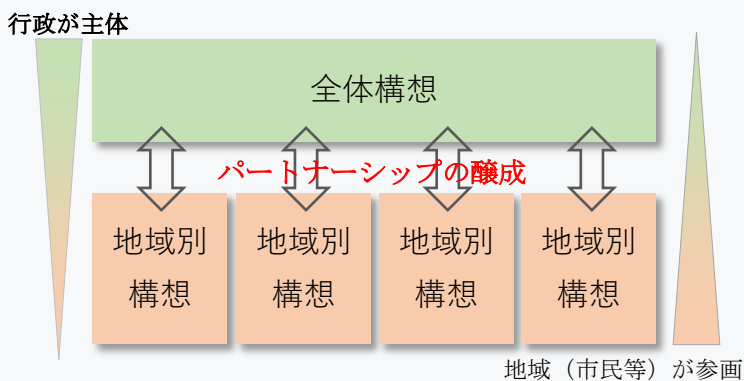 行政が主体
全体構想
パートナーシップの醸成
地域別
構想
地域別
構想
地域別
構想
地域別
構想
地域（市民等）が参画